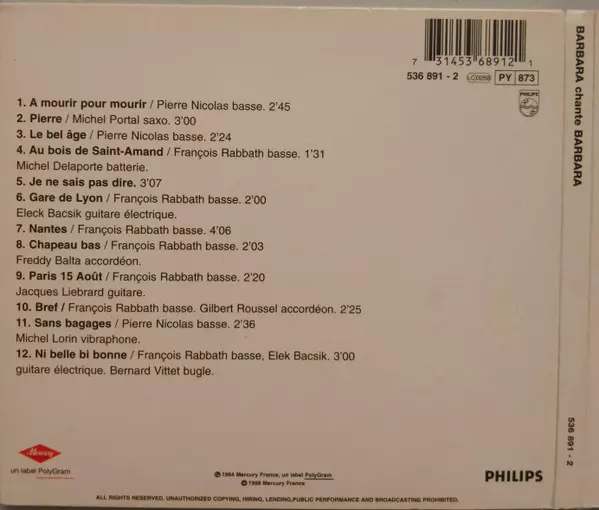 7 31453 68912 1
536 891 - 2 LC0268 PY 873
PHILIPS
1. A mourir pour mourir / Pierre Nicolas basse. 2'45
2. Pierre / Michel Portal saxo. 3'00
3. Le bel âge / Pierre Nicolas basse. 2'24
4. Au bois de Saint-Amand / François Rabbath basse. 1'31
Michel Delaporte batterie.
5. Je ne sais pas dire. 3'07
6. Gare de Lyon / François Rabbath basse. 2'00
Eleck Bacsik guitare électrique.
7. Nantes / François Rabbath basse. 4'06
8. Chapeau bas / François Rabbath basse. 2'03
Freddy Balta accordéon.
9. Paris 15 Août / François Rabbath basse. 2'20
Jacques Liebrard guitare.
10. Bref / François Rabbath basse. Gilbert Roussel accordéon. 2'25
11. Sans bagages / Pierre Nicolas basse. 2'36
Michel Lorin vibraphone.
12. Ni belle bi bonne / François Rabbath basse, Elek Bacsik. 3'00
guitare électrique. Bernard Vittet bugle.
Mercury
un label PolyGram
℗ 1964 Mercury France, un label PolyGram
© 1998 Mercury France
PHILIPS
ALL RIGHTS RESERVED, UNAUTHORIZED COPYING, HIRING, LENDING,PUBLIC PERFORMANCE AND BROADCASTING PROHIBITED.
BARBARA chante BARBARA
536 891 - 2